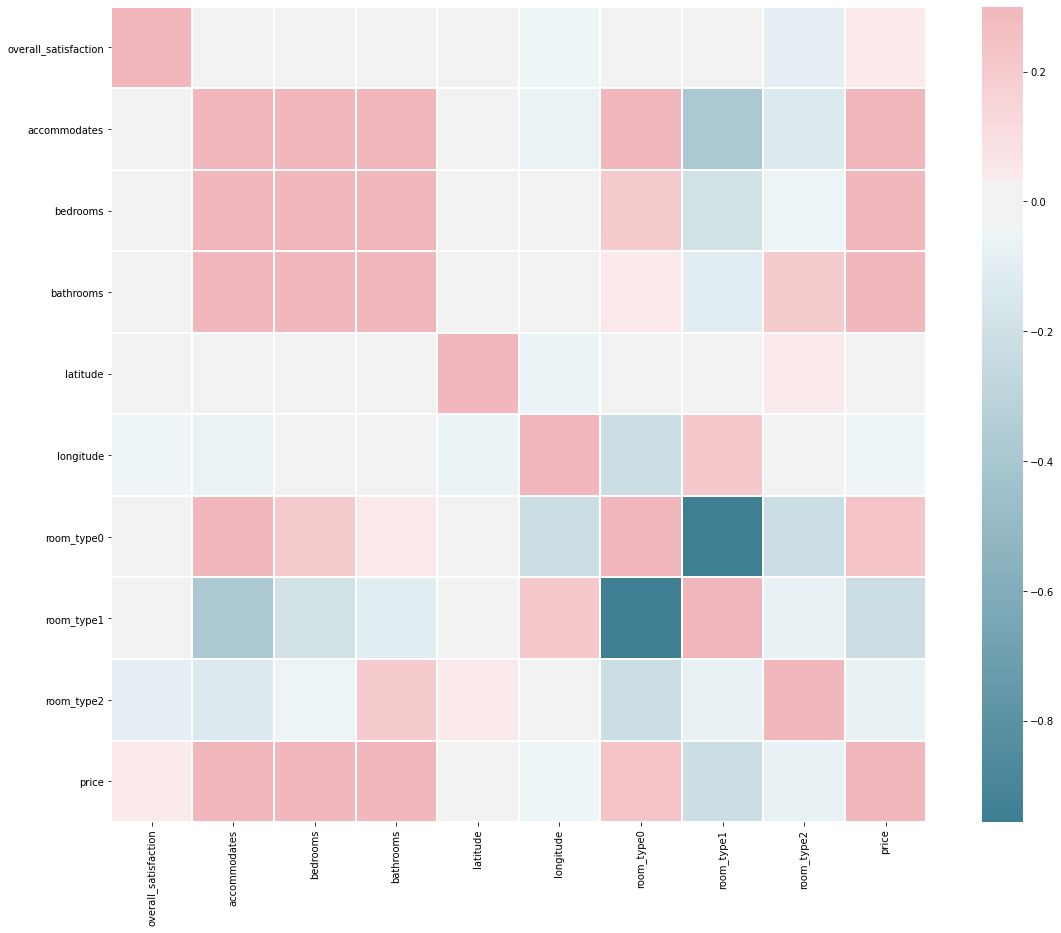 overall_satisfaction
accommodates
bedrooms
bathrooms
latitude
longitude
room_type0
room_type1
room_type2
price
overall_satisfaction
accommodates
bedrooms
bathrooms
latitude
longitude
room_type0
room_type1
room_type2
price
0.2
0.0
−0.2
−0.4
−0.6
−0.8